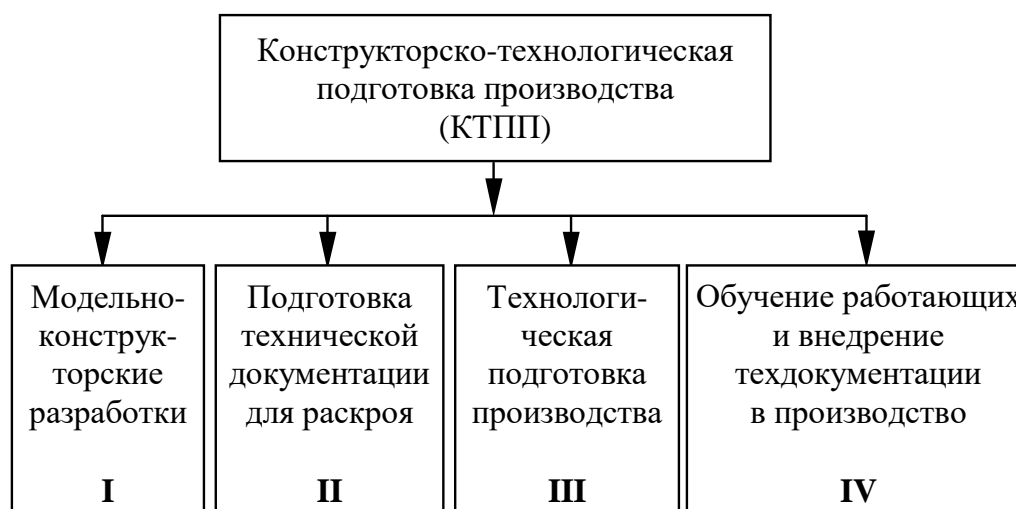 Конструкторско-технологическая
подготовка производства
(КТПП)
Модельно-
конструк-
торские
разработки
I
Подготовка
технической
документации
для раскроя
II
Технологи-
ческая
подготовка
производства
III
Обучение работающих
и внедрение
техдокументации
в производство
IV